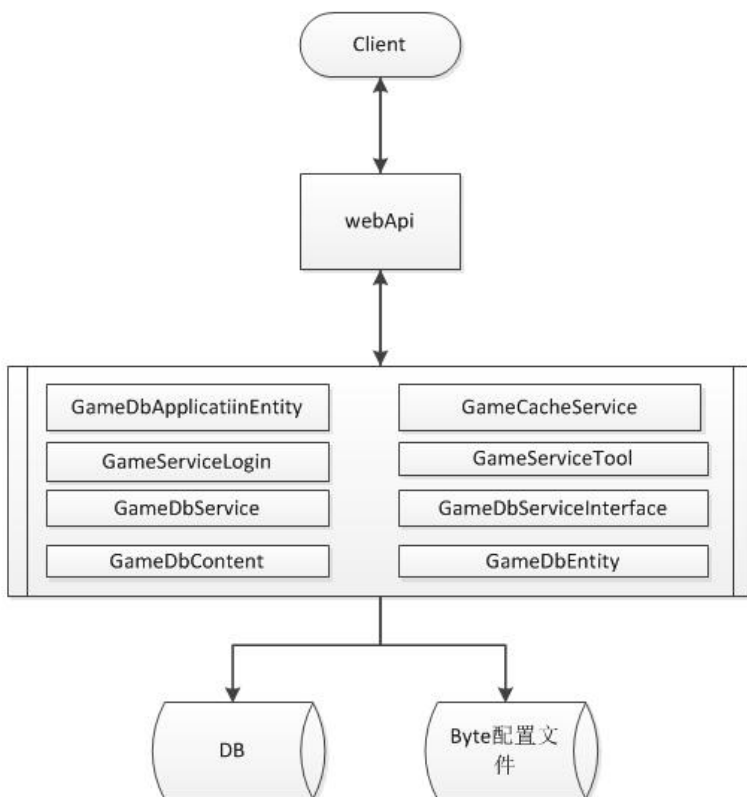 Client
webApi
GameDbApplicatiinEntity
GameCacheService
GameServiceLogin
GameServiceTool
GameDbService
GameDbServiceInterface
GameDbContent
GameDbEntity
DB
Byte配置文
件